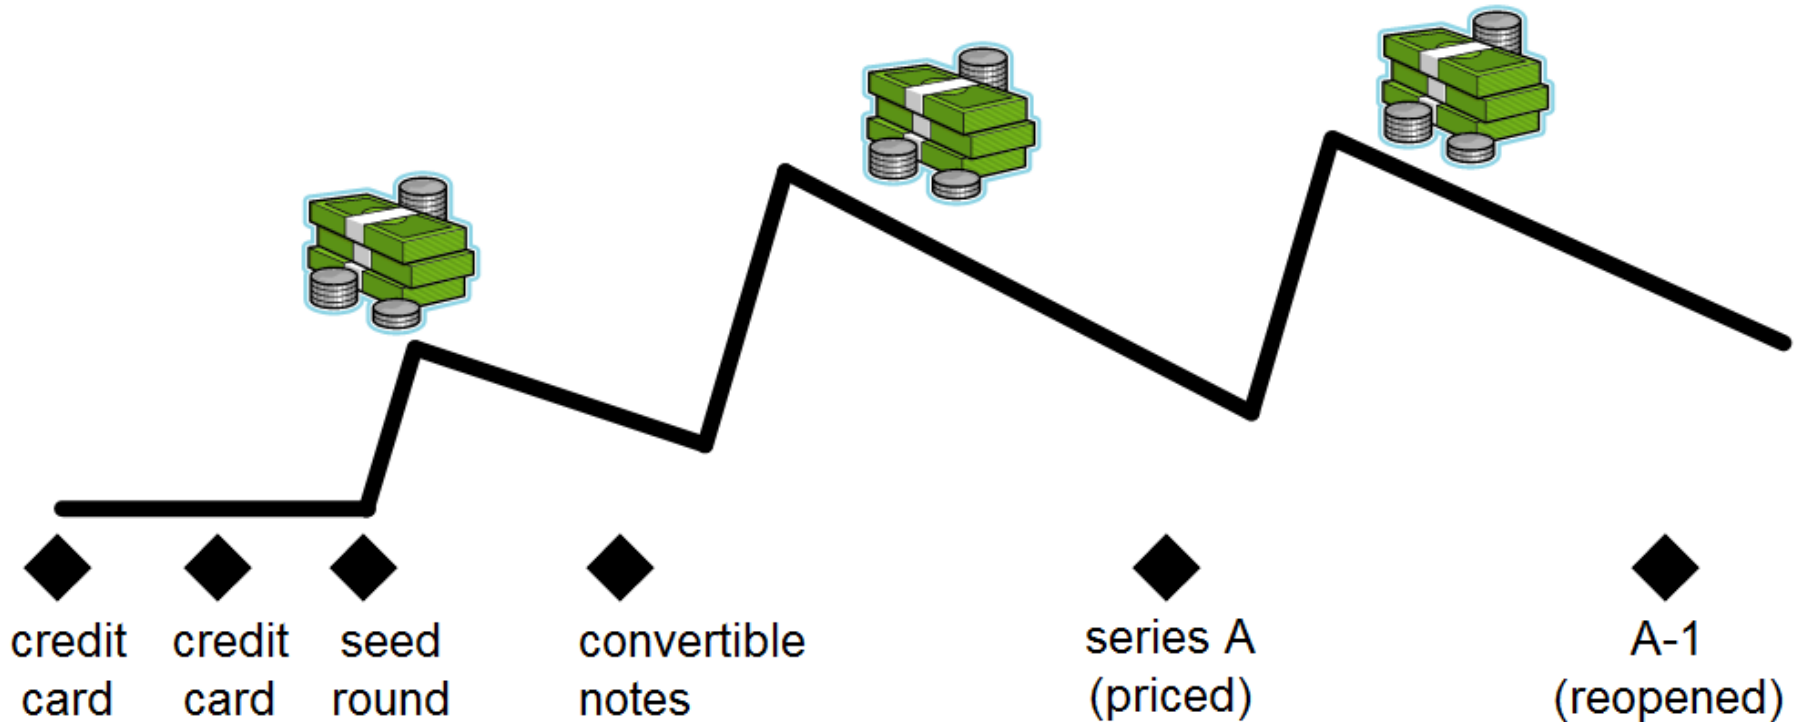 credit
card
credit
card
seed
round
convertible
notes
series A
(priced)
A-1
(reopened)